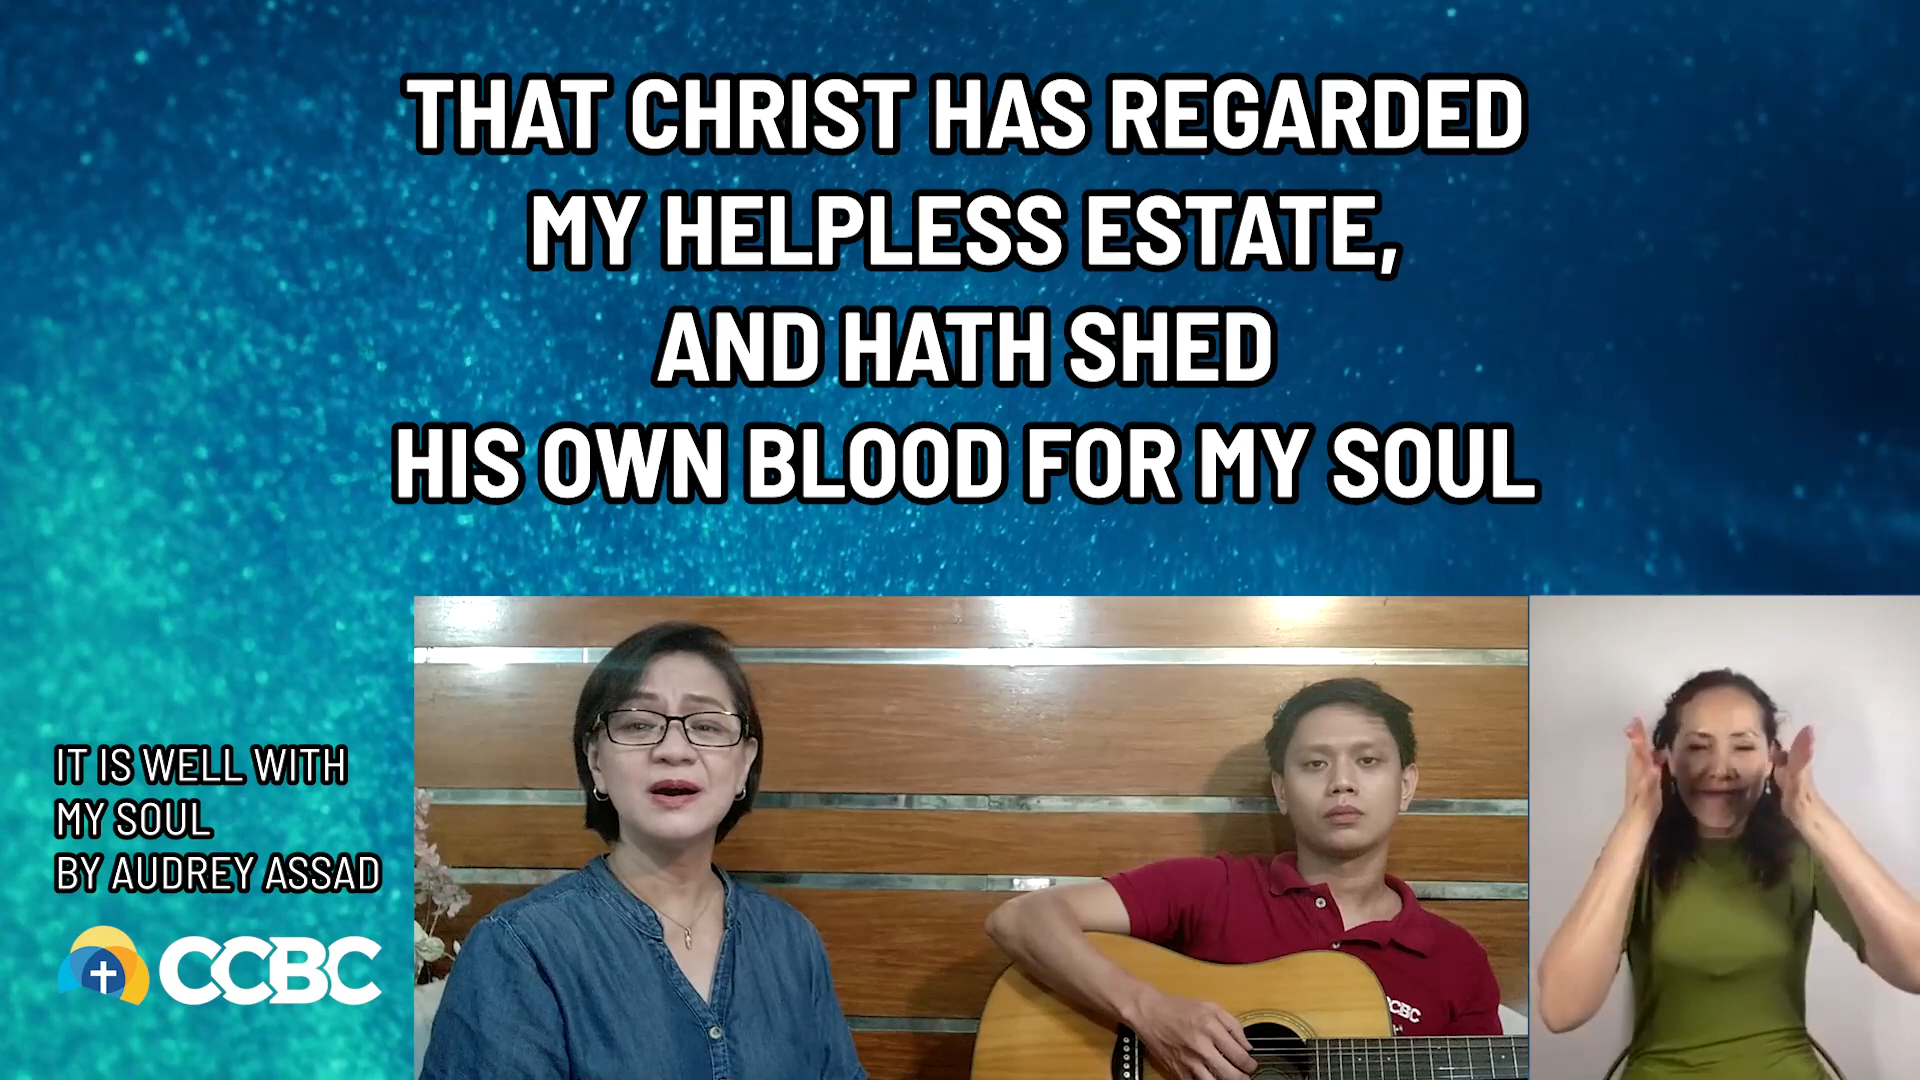 THAT CHRIST HAS REGARDED
MY HELPLESS ESTATE,
AND HATH SHED
HIS OWN BLOOD FOR MY SOUL
IT IS WELL WITH
MY SOUL
BY AUDREY ASSAD
CCBC
CCBC